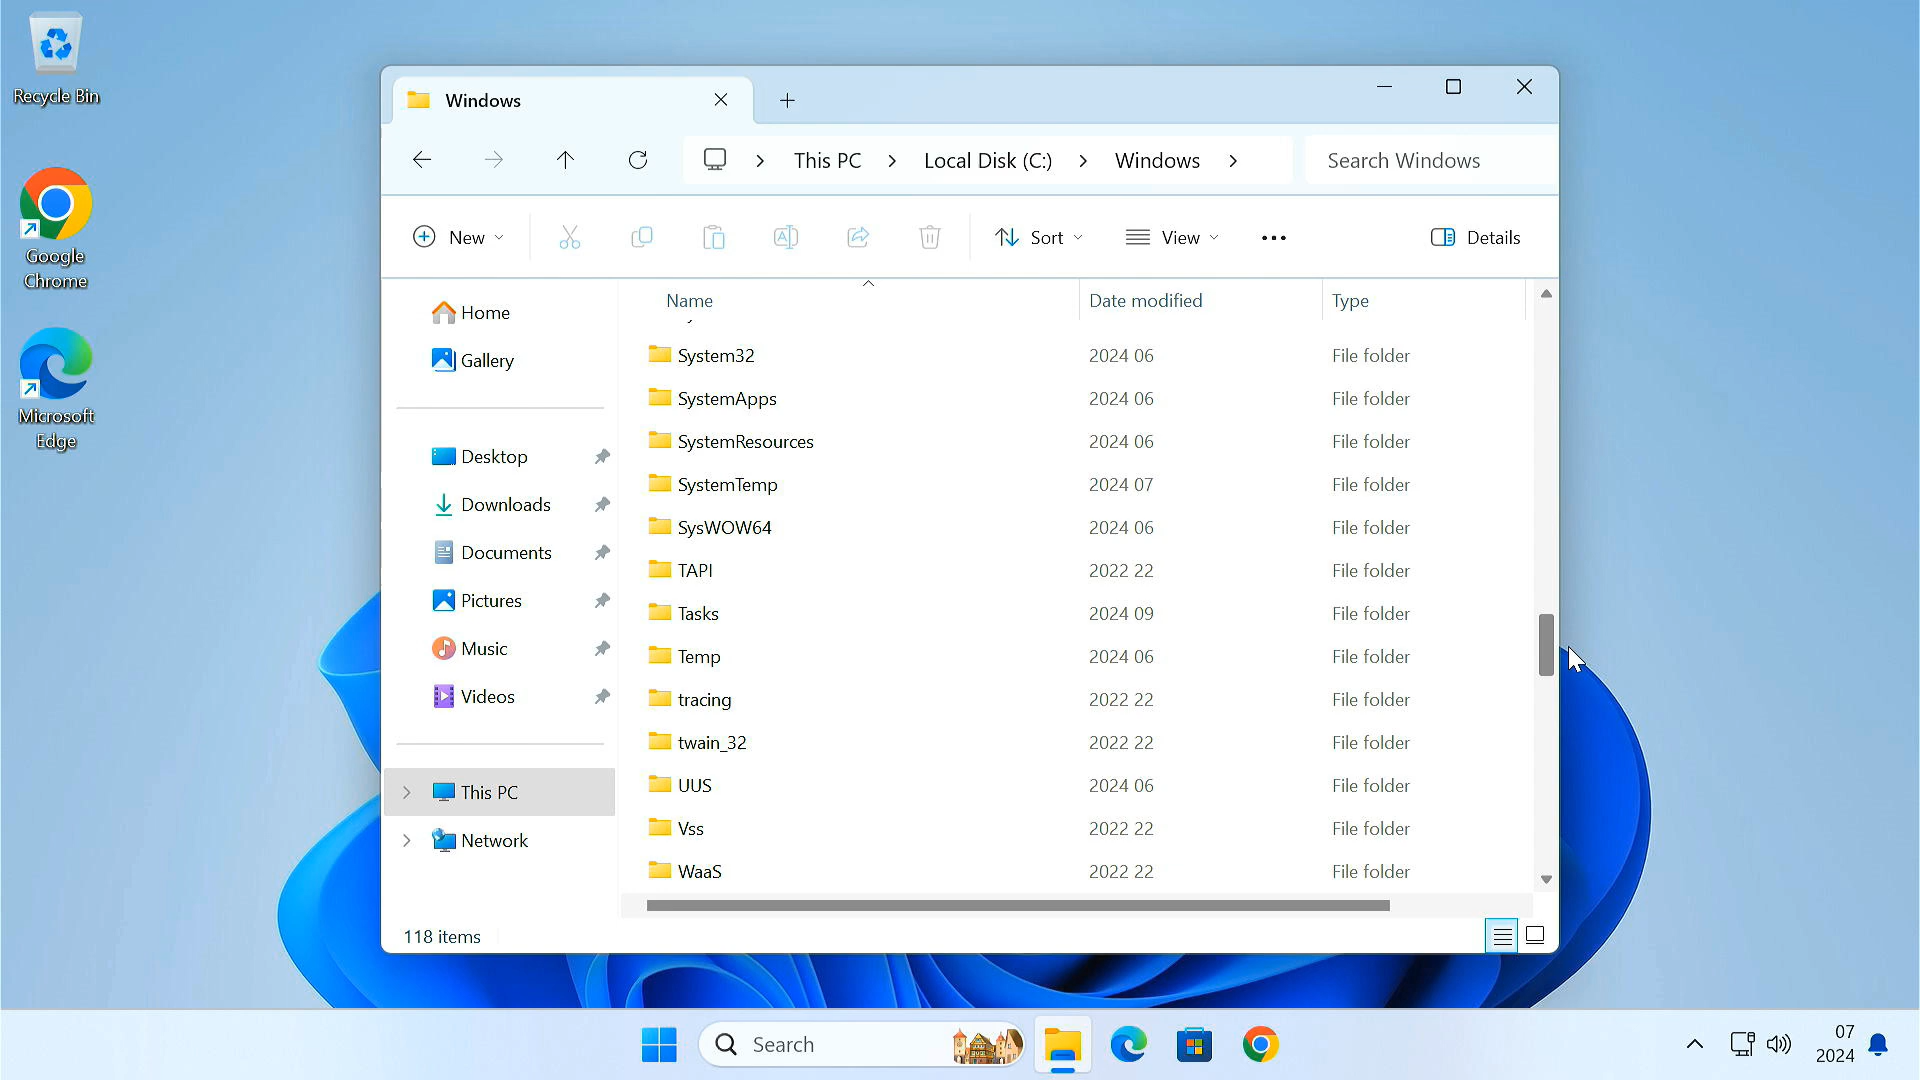 Recycle Bin
Google
Chrome
Microsoft
Edge
Windows
This PC
Local Disk (C:)
Windows
Search Windows
New
Sort
View
Details
Home
Gallery
Desktop
Downloads
Documents
Pictures
Music
Videos
This PC
Network
Name Date modified Type
System32 2024 06 File folder
SystemApps 2024 06 File folder
SystemResources 2024 06 File folder
SystemTemp 2024 07 File folder
SysWOW64 2024 06 File folder
TAPI 2022 22 File folder
Tasks 2024 09 File folder
Temp 2024 06 File folder
tracing 2022 22 File folder
twain_32 2022 22 File folder
UUS 2024 06 File folder
Vss 2022 22 File folder
WaaS 2022 22 File folder
118 items
Search
07
2024